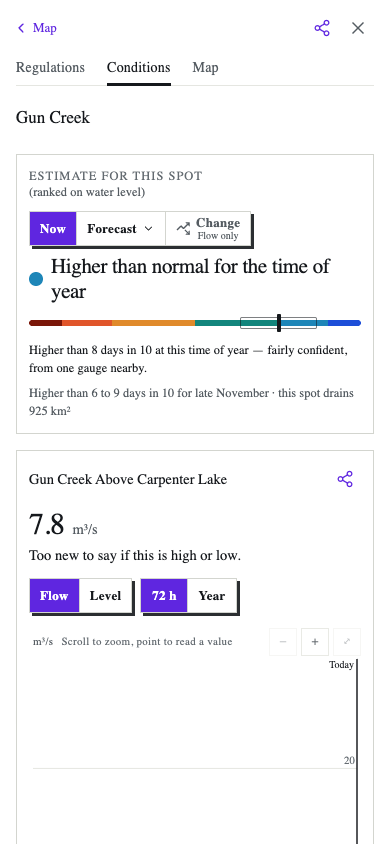 Map
Regulations Conditions Map
Gun Creek
ESTIMATE FOR THIS SPOT
(ranked on water level)
Now Forecast Change
Flow only
Higher than normal for the time of
year
Higher than 8 days in 10 at this time of year — fairly confident,
from one gauge nearby.
Higher than 6 to 9 days in 10 for late November · this spot drains
925 km²
Gun Creek Above Carpenter Lake
7.8 m³/s
Too new to say if this is high or low.
Flow Level 72 h Year
m³/s Scroll to zoom, point to read a value
Today
20